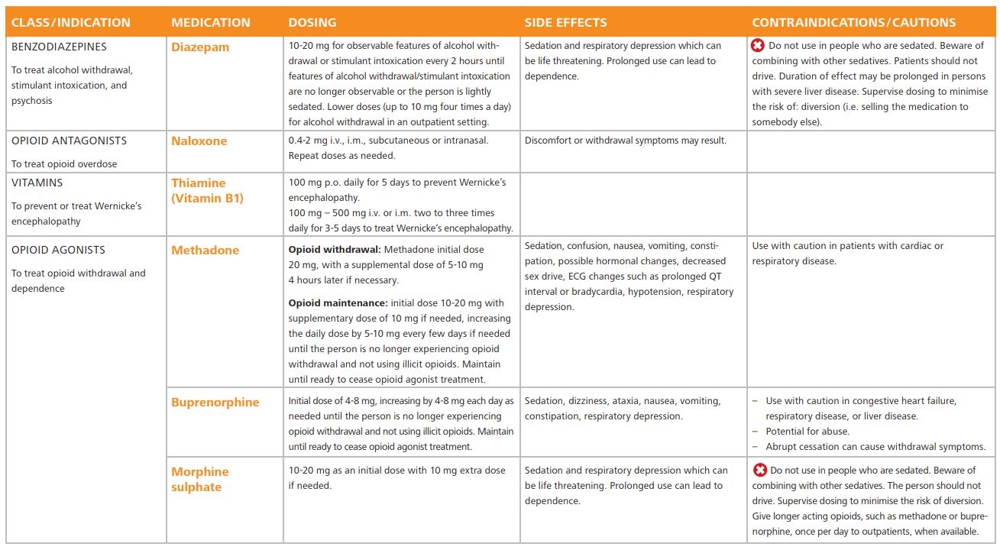 CLASS/INDICATION
MEDICATION
DOSING
SIDE EFFECTS
CONTRAINDICATIONS/CAUTIONS
BENZODIAZEPINES
To treat alcohol withdrawal,
stimulant intoxication, and
psychosis
Diazepam
10-20 mg for observable features of alcohol with-
drawal or stimulant intoxication every 2 hours until
features of alcohol withdrawal/stimulant intoxication
are no longer observable or the person is lightly
sedated. Lower doses (up to 10 mg four times a day)
for alcohol withdrawal in an outpatient setting.
Sedation and respiratory depression which can
be life threatening. Prolonged use can lead to
dependence.
Do not use in people who are sedated. Beware of
combining with other sedatives. Patients should not
drive. Duration of effect may be prolonged in persons
with severe liver disease. Supervise dosing to minimise
the risk of: diversion (i.e. selling the medication to
somebody else).
OPIOID ANTAGONISTS
To treat opioid overdose
Naloxone
0.4-2 mg i.v., i.m., subcutaneous or intranasal.
Repeat doses as needed.
Discomfort or withdrawal symptoms may result.
VITAMINS
To prevent or treat Wernicke’s
encephalopathy
Thiamine
(Vitamin B1)
100 mg p.o. daily for 5 days to prevent Wernicke’s
encephalopathy.
100 mg – 500 mg i.v. or i.m. two to three times
daily for 3-5 days to treat Wernicke’s encephalopathy.
OPIOID AGONISTS
To treat opioid withdrawal and
dependence
Methadone
Opioid withdrawal: Methadone initial dose
20 mg, with a supplemental dose of 5-10 mg
4 hours later if necessary.
Opioid maintenance: initial dose 10-20 mg with
supplementary dose of 10 mg if needed, increasing
the daily dose by 5-10 mg every few days if needed
until the person is no longer experiencing opioid
withdrawal and not using illicit opioids. Maintain
until ready to cease opioid agonist treatment.
Sedation, confusion, nausea, vomiting, consti-
pation, possible hormonal changes, decreased
sex drive, ECG changes such as prolonged QT
interval or bradycardia, hypotension, respiratory
depression.
Use with caution in patients with cardiac or
respiratory disease.
Buprenorphine
Initial dose of 4-8 mg, increasing by 4-8 mg each day as
needed until the person is no longer experiencing
opioid withdrawal and not using illicit opioids. Maintain
until ready to cease opioid agonist treatment.
Sedation, dizziness, ataxia, nausea, vomiting,
constipation, respiratory depression.
– Use with caution in congestive heart failure,
respiratory disease, or liver disease.
– Potential for abuse.
– Abrupt cessation can cause withdrawal symptoms.
Morphine
sulphate
10-20 mg as an initial dose with 10 mg extra dose
if needed.
Sedation and respiratory depression which can
be life threatening. Prolonged use can lead to
dependence.
Do not use in people who are sedated. Beware of
combining with other sedatives. The person should not
drive. Supervise dosing to minimise the risk of diversion.
Give longer acting opioids, such as methadone or bupre-
norphine, once per day to outpatients, when available.